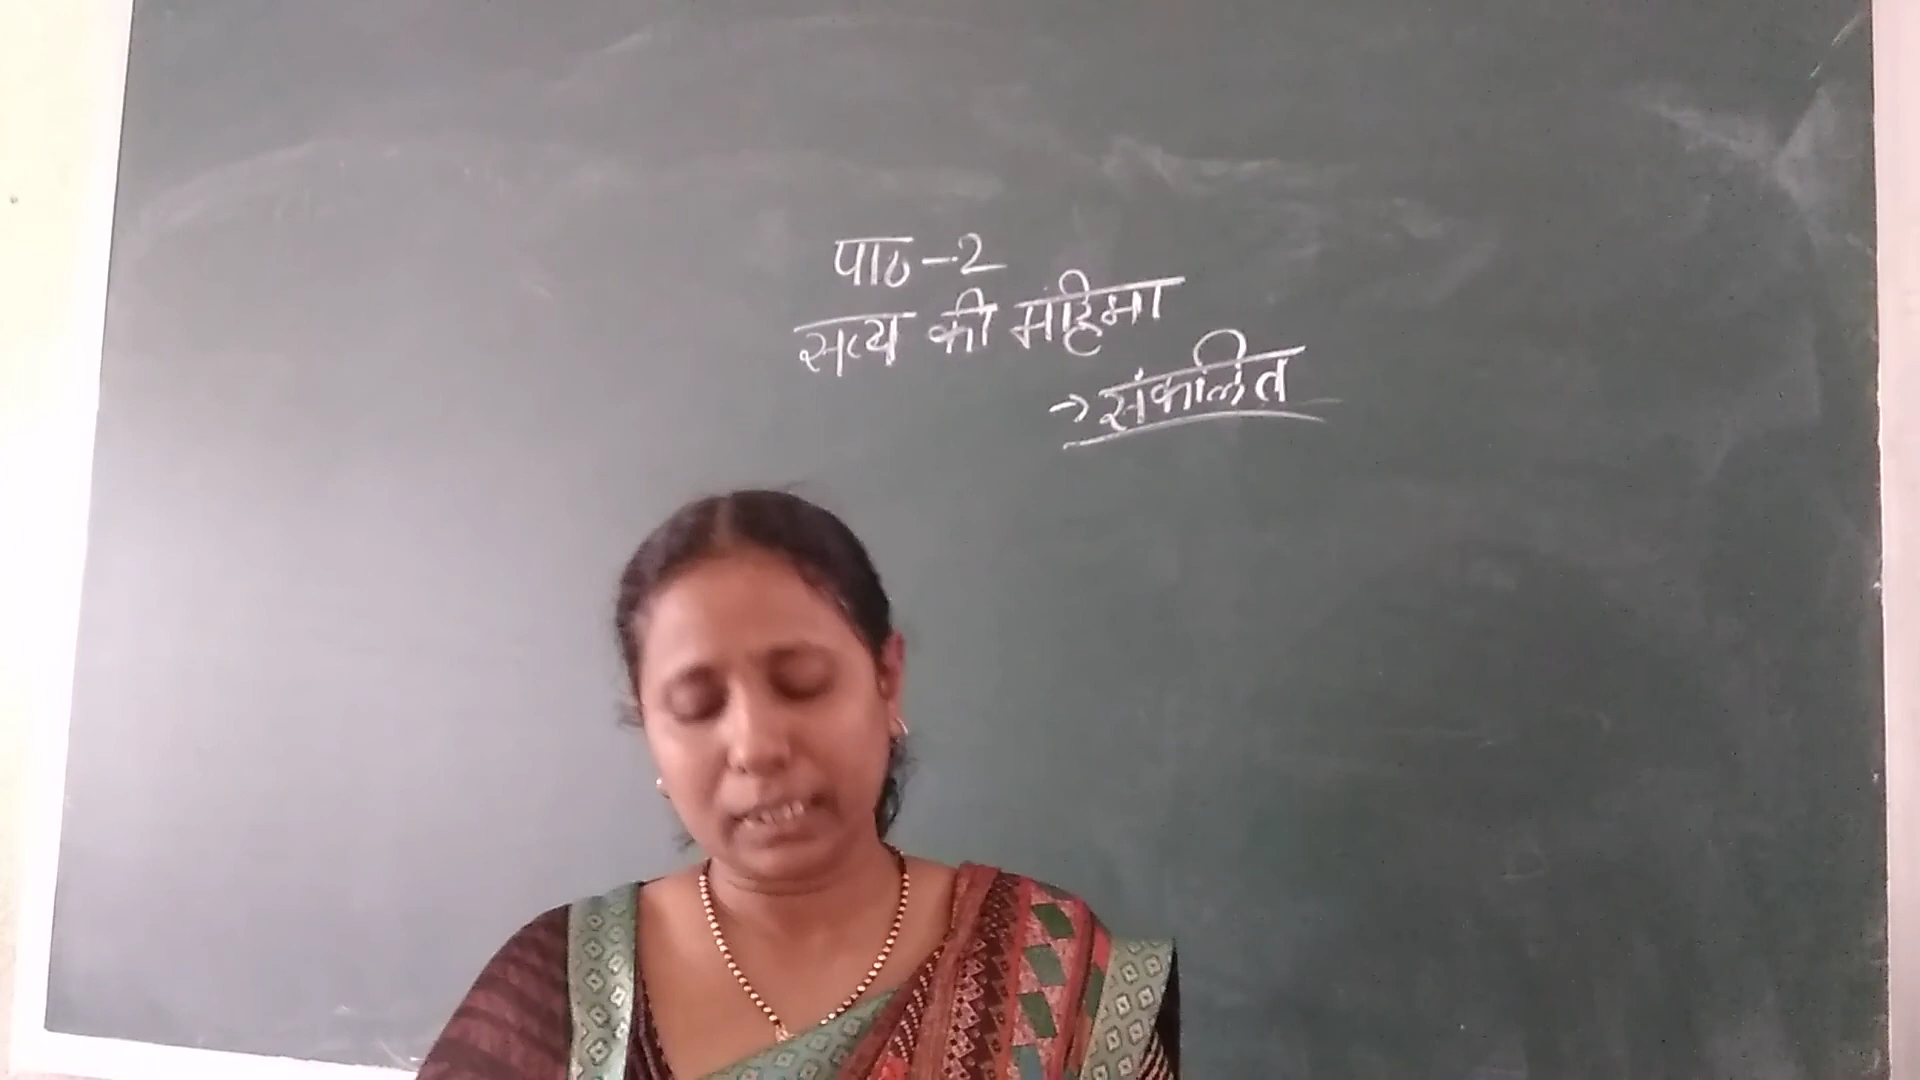 पाठ-2
सत्य की महिमा
→ संकलित